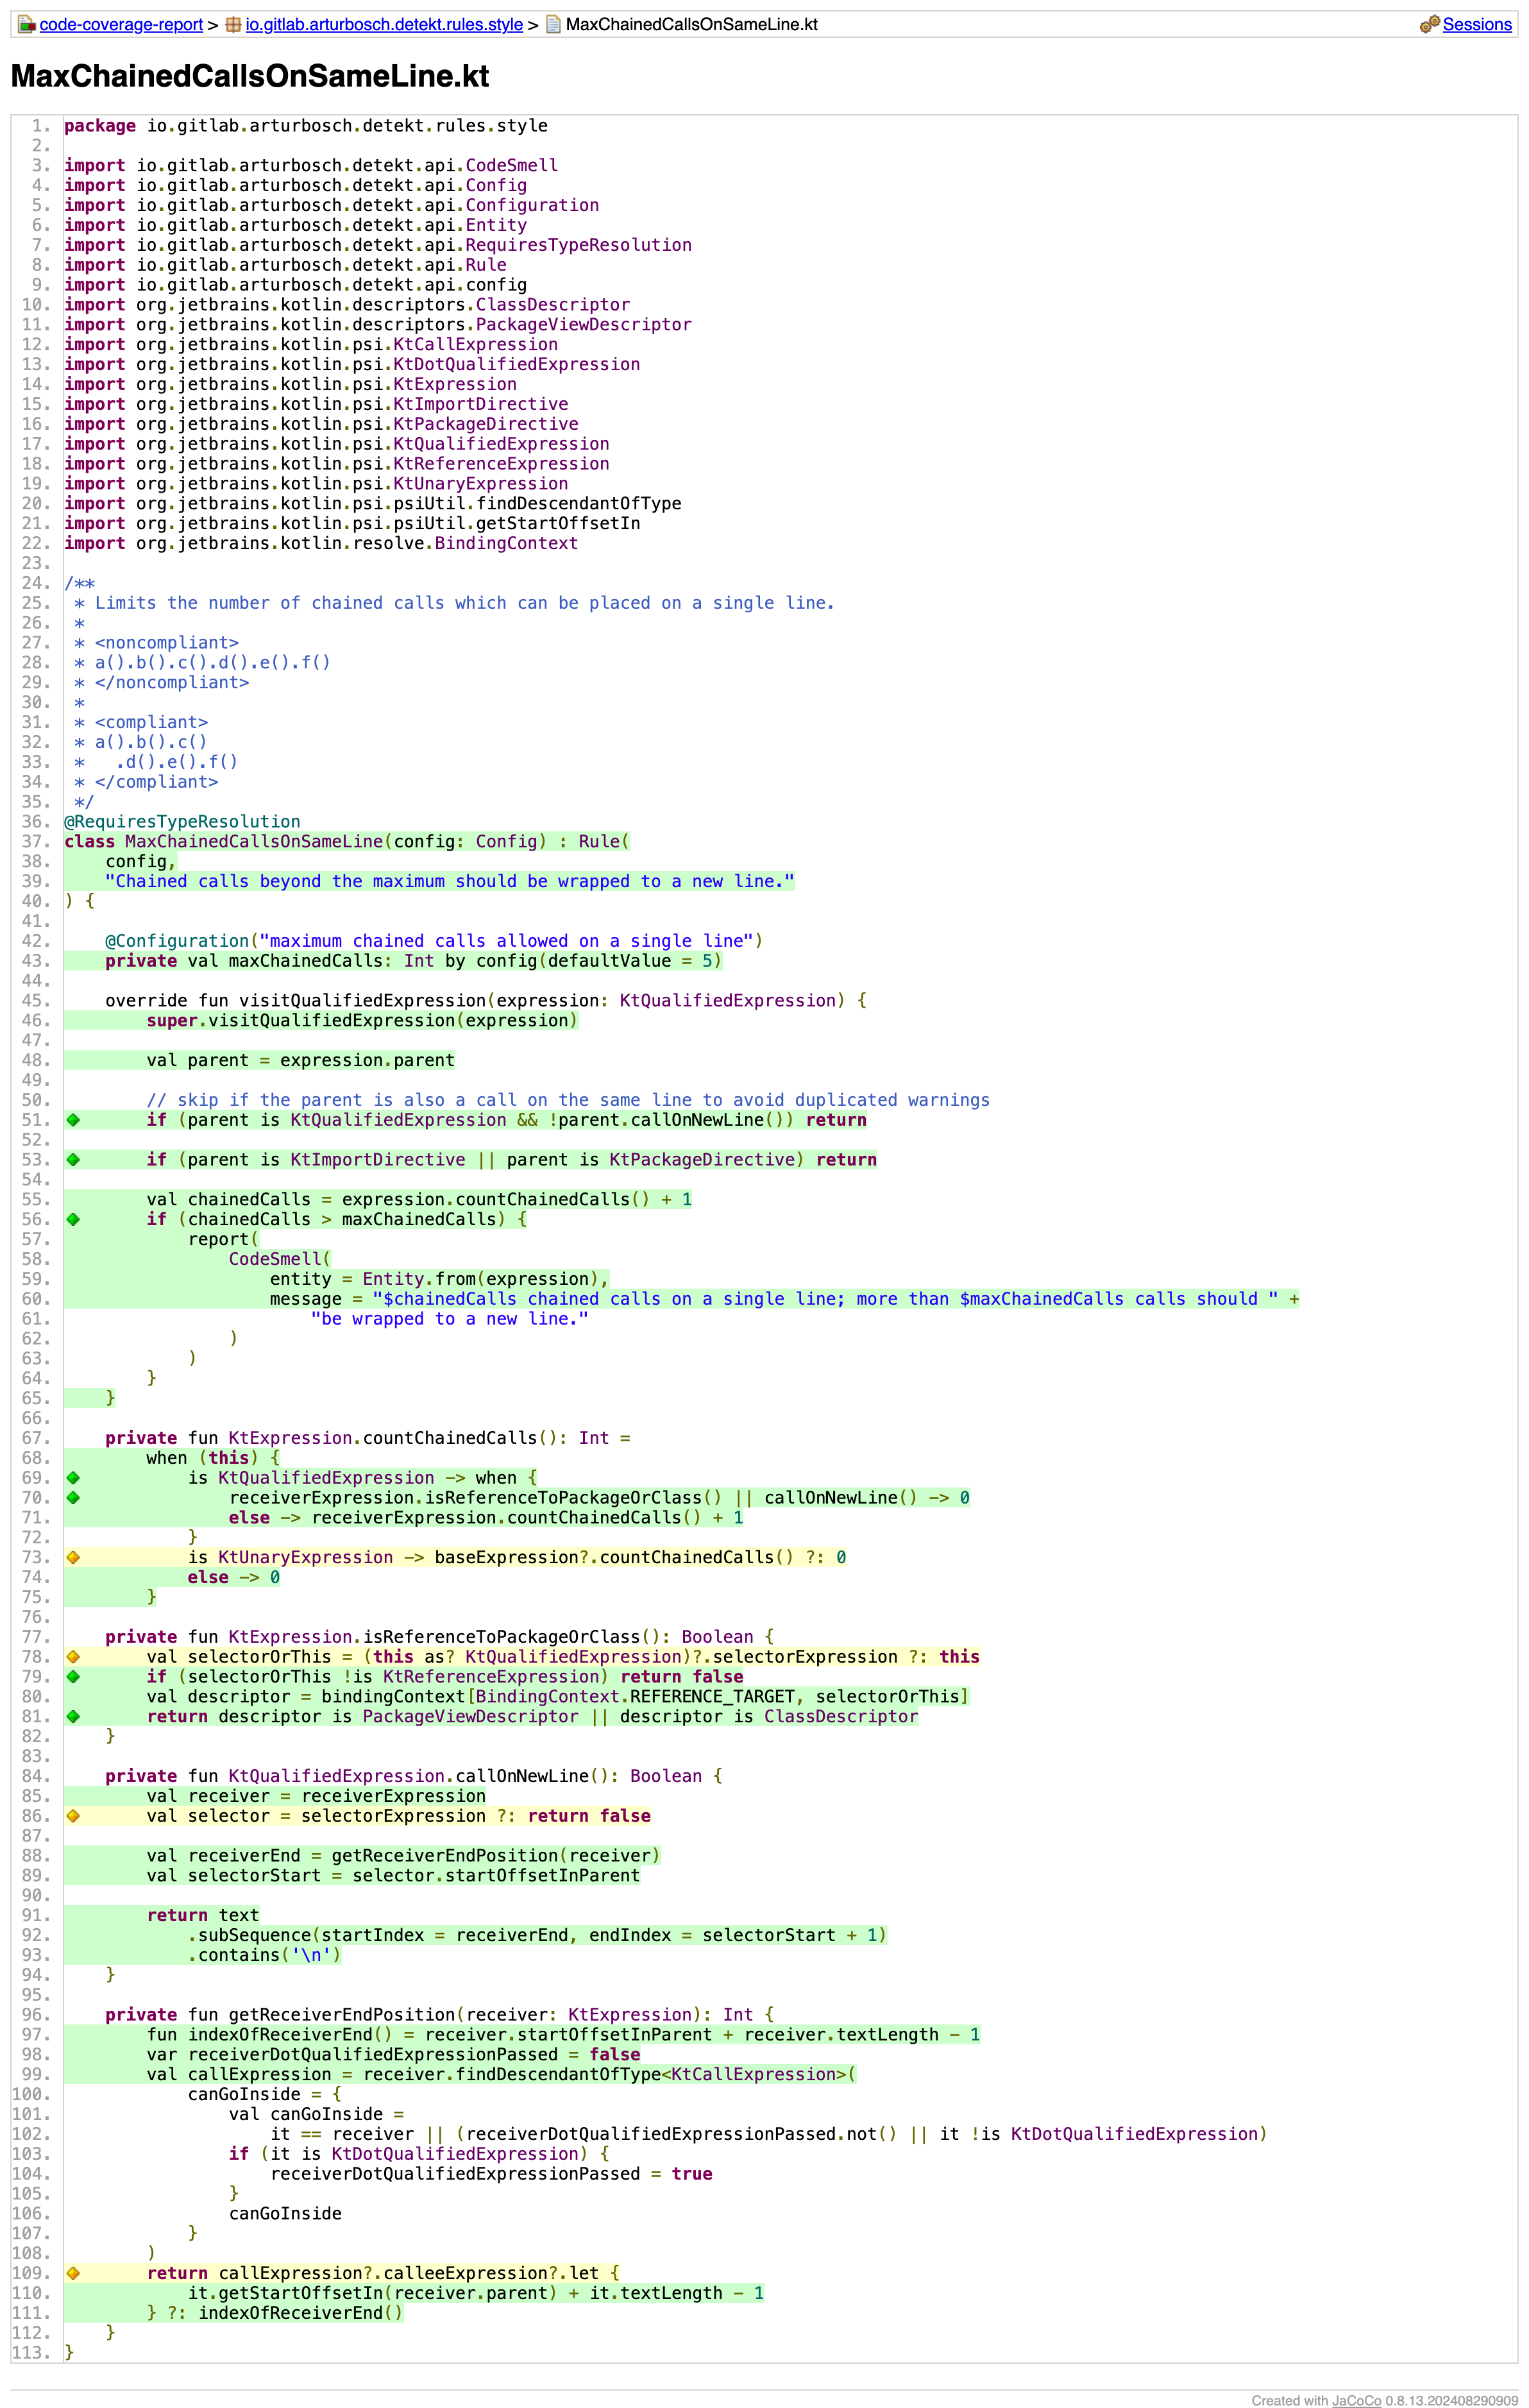 code-coverage-report > io.gitlab.arturbosch.detekt.rules.style > MaxChainedCallsOnSameLine.kt Sessions
MaxChainedCallsOnSameLine.kt
1. package io.gitlab.arturbosch.detekt.rules.style
2.
3. import io.gitlab.arturbosch.detekt.api.CodeSmell
4. import io.gitlab.arturbosch.detekt.api.Config
5. import io.gitlab.arturbosch.detekt.api.Configuration
6. import io.gitlab.arturbosch.detekt.api.Entity
7. import io.gitlab.arturbosch.detekt.api.RequiresTypeResolution
8. import io.gitlab.arturbosch.detekt.api.Rule
9. import io.gitlab.arturbosch.detekt.api.config
10. import org.jetbrains.kotlin.descriptors.ClassDescriptor
11. import org.jetbrains.kotlin.descriptors.PackageViewDescriptor
12. import org.jetbrains.kotlin.psi.KtCallExpression
13. import org.jetbrains.kotlin.psi.KtDotQualifiedExpression
14. import org.jetbrains.kotlin.psi.KtExpression
15. import org.jetbrains.kotlin.psi.KtImportDirective
16. import org.jetbrains.kotlin.psi.KtPackageDirective
17. import org.jetbrains.kotlin.psi.KtQualifiedExpression
18. import org.jetbrains.kotlin.psi.KtReferenceExpression
19. import org.jetbrains.kotlin.psi.KtUnaryExpression
20. import org.jetbrains.kotlin.psi.psiUtil.findDescendantOfType
21. import org.jetbrains.kotlin.psi.psiUtil.getStartOffsetIn
22. import org.jetbrains.kotlin.resolve.BindingContext
23.
24. /**
25.  * Limits the number of chained calls which can be placed on a single line.
26.  *
27.  * <noncompliant>
28.  * a().b().c().d().e().f()
29.  * </noncompliant>
30.  *
31.  * <compliant>
32.  * a().b().c()
33.  *   .d().e().f()
34.  * </compliant>
35.  */
36. @RequiresTypeResolution
37. class MaxChainedCallsOnSameLine(config: Config) : Rule(
38.     config,
39.     "Chained calls beyond the maximum should be wrapped to a new line."
40. ) {
41.
42.     @Configuration("maximum chained calls allowed on a single line")
43.     private val maxChainedCalls: Int by config(defaultValue = 5)
44.
45.     override fun visitQualifiedExpression(expression: KtQualifiedExpression) {
46.         super.visitQualifiedExpression(expression)
47.
48.         val parent = expression.parent
49.
50.         // skip if the parent is also a call on the same line to avoid duplicated warnings
51.         if (parent is KtQualifiedExpression && !parent.callOnNewLine()) return
52.
53.         if (parent is KtImportDirective || parent is KtPackageDirective) return
54.
55.         val chainedCalls = expression.countChainedCalls() + 1
56.         if (chainedCalls > maxChainedCalls) {
57.             report(
58.                 CodeSmell(
59.                     entity = Entity.from(expression),
60.                     message = "$chainedCalls chained calls on a single line; more than $maxChainedCalls calls should " +
61.                         "be wrapped to a new line."
62.                 )
63.             )
64.         }
65.     }
66.
67.     private fun KtExpression.countChainedCalls(): Int =
68.         when (this) {
69.             is KtQualifiedExpression -> when {
70.                 receiverExpression.isReferenceToPackageOrClass() || callOnNewLine() -> 0
71.                 else -> receiverExpression.countChainedCalls() + 1
72.             }
73.             is KtUnaryExpression -> baseExpression?.countChainedCalls() ?: 0
74.             else -> 0
75.         }
76.
77.     private fun KtExpression.isReferenceToPackageOrClass(): Boolean {
78.         val selectorOrThis = (this as? KtQualifiedExpression)?.selectorExpression ?: this
79.         if (selectorOrThis !is KtReferenceExpression) return false
80.         val descriptor = bindingContext[BindingContext.REFERENCE_TARGET, selectorOrThis]
81.         return descriptor is PackageViewDescriptor || descriptor is ClassDescriptor
82.     }
83.
84.     private fun KtQualifiedExpression.callOnNewLine(): Boolean {
85.         val receiver = receiverExpression
86.         val selector = selectorExpression ?: return false
87.
88.         val receiverEnd = getReceiverEndPosition(receiver)
89.         val selectorStart = selector.startOffsetInParent
90.
91.         return text
92.             .subSequence(startIndex = receiverEnd, endIndex = selectorStart + 1)
93.             .contains('\n')
94.     }
95.
96.     private fun getReceiverEndPosition(receiver: KtExpression): Int {
97.         fun indexOfReceiverEnd() = receiver.startOffsetInParent + receiver.textLength - 1
98.         var receiverDotQualifiedExpressionPassed = false
99.         val callExpression = receiver.findDescendantOfType<KtCallExpression>(
100.             canGoInside = {
101.                 val canGoInside =
102.                     it == receiver || (receiverDotQualifiedExpressionPassed.not() || it !is KtDotQualifiedExpression)
103.                 if (it is KtDotQualifiedExpression) {
104.                     receiverDotQualifiedExpressionPassed = true
105.                 }
106.                 canGoInside
107.             }
108.         )
109.         return callExpression?.calleeExpression?.let {
110.             it.getStartOffsetIn(receiver.parent) + it.textLength - 1
111.         } ?: indexOfReceiverEnd()
112.     }
113. }
Created with JaCoCo 0.8.13.202408290909